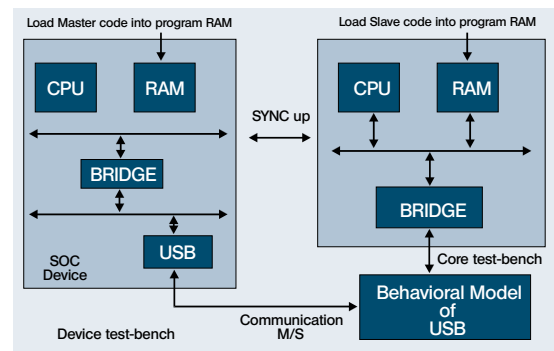 Load Master code into program RAM
Load Slave code into program RAM
CPU
RAM
CPU
RAM
SYNC up
BRIDGE
BRIDGE
SOC
Device
USB
Core test-bench
Device test-bench
Communication
M/S
Behavioral Model
of
USB